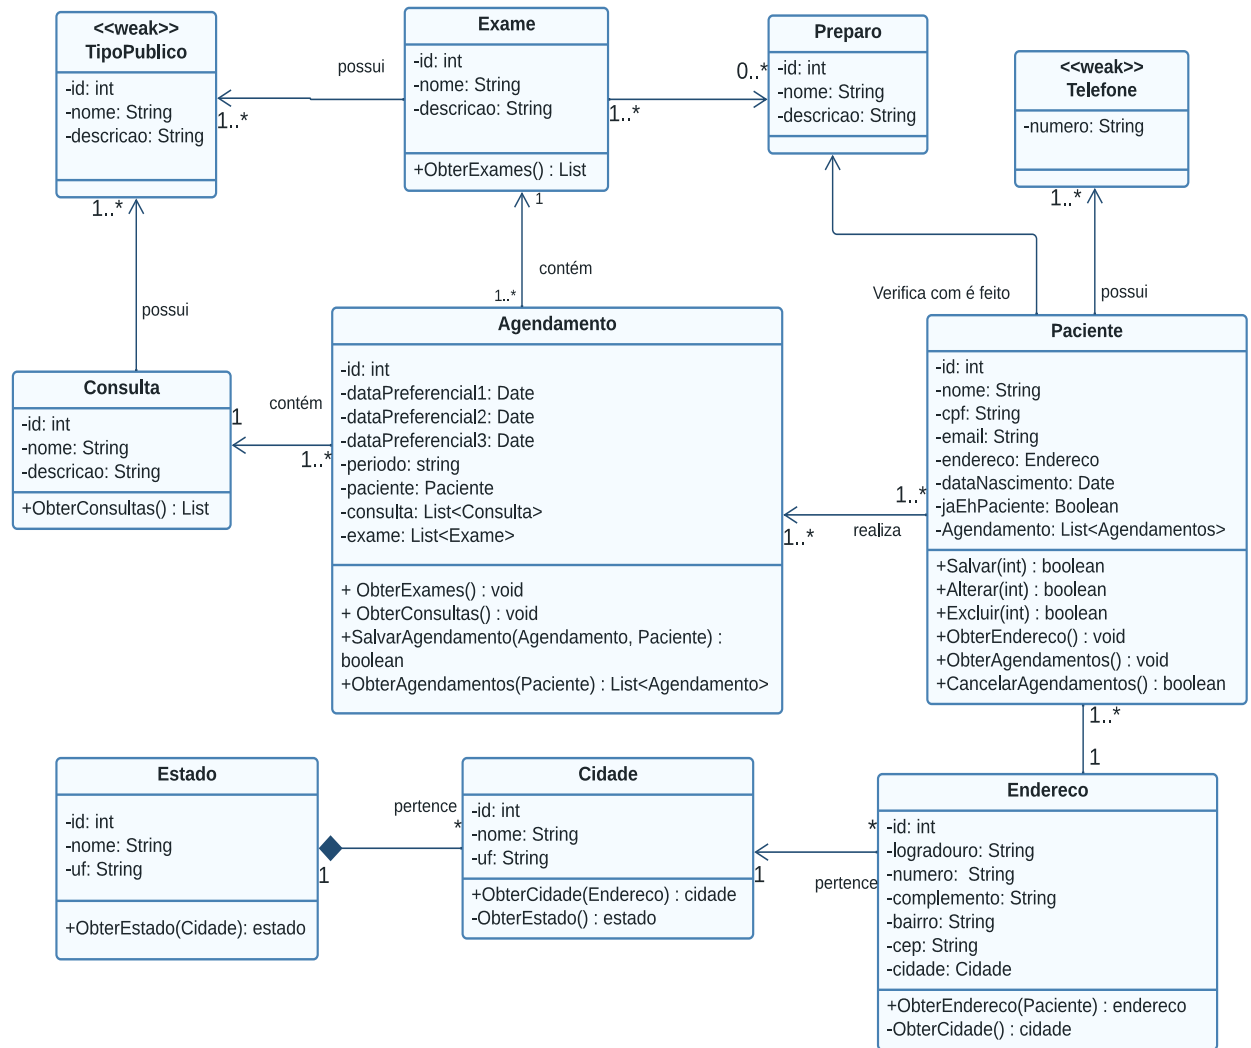 <<weak>>
TipoPublico
-id: int
-nome: String
-descricao: String
possui
1..*
Exame
-id: int
-nome: String
-descricao: String
+ObterExames() : List
1..*
0..*
Preparo
-id: int
-nome: String
-descricao: String
<<weak>>
Telefone
-numero: String
1..*
1..*
1
contém
1..*
possui
Verifica com é feito
possui
Consulta
-id: int
-nome: String
-descricao: String
+ObterConsultas() : List
1
contém
1..*
Agendamento
-id: int
-dataPreferencial1: Date
-dataPreferencial2: Date
-dataPreferencial3: Date
-periodo: string
-paciente: Paciente
-consulta: List<Consulta>
-exame: List<Exame>
+ ObterExames() : void
+ ObterConsultas() : void
+SalvarAgendamento(Agendamento, Paciente) :
boolean
+ObterAgendamentos(Paciente) : List<Agendamento>
1..*
realiza
1..*
Paciente
-id: int
-nome: String
-cpf: String
-email: String
-endereco: Endereco
-dataNascimento: Date
-jaEhPaciente: Boolean
-Agendamento: List<Agendamentos>
+Salvar(int) : boolean
+Alterar(int) : boolean
+Excluir(int) : boolean
+ObterEndereco() : void
+ObterAgendamentos() : void
+CancelarAgendamentos() : boolean
1..*
1
Estado
-id: int
-nome: String
-uf: String
+ObterEstado(Cidade): estado
1
pertence
*
Cidade
-id: int
-nome: String
-uf: String
+ObterCidade(Endereco) : cidade
-ObterEstado() : estado
1
pertence
*
Endereco
-id: int
-logradouro: String
-numero:  String
-complemento: String
-bairro: String
-cep: String
-cidade: Cidade
+ObterEndereco(Paciente) : endereco
-ObterCidade() : cidade